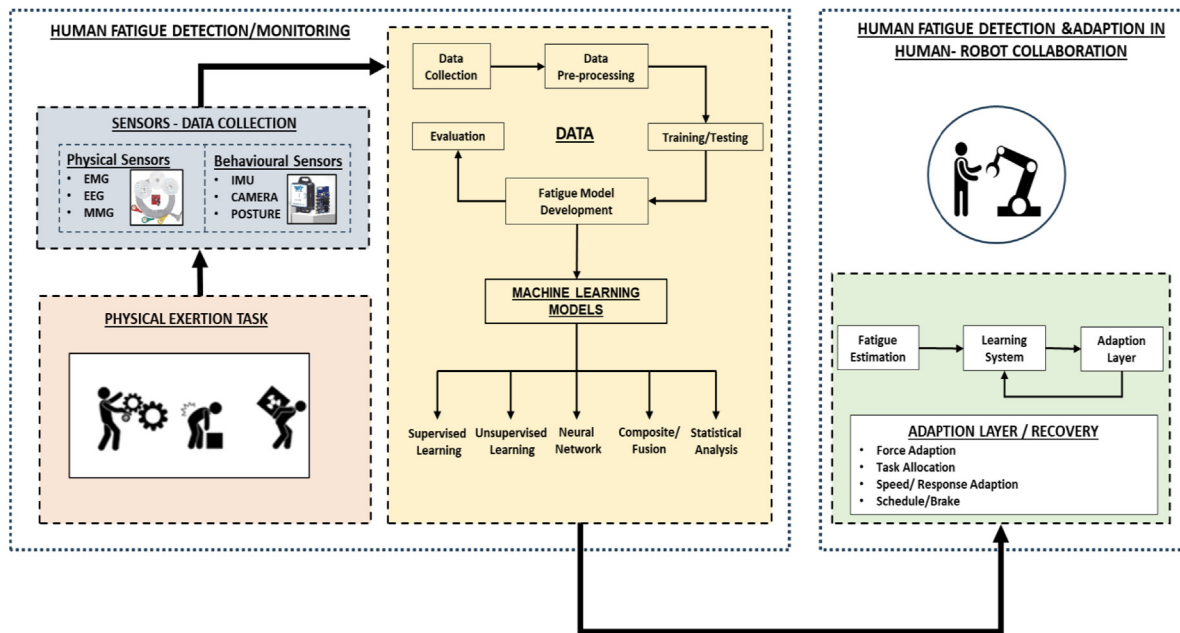 HUMAN FATIGUE DETECTION/MONITORING
SENSORS - DATA COLLECTION
Physical Sensors
• EMG
• EEG
• MMG
Behavioural Sensors
• IMU
• CAMERA
• POSTURE
PHYSICAL EXERTION TASK
Data
Collection
Data
Pre-processing
Evaluation
DATA
Training/Testing
Fatigue Model
Development
MACHINE LEARNING
MODELS
Supervised
Learning
Unsupervised
Learning
Neural
Network
Composite/
Fusion
Statistical
Analysis
HUMAN FATIGUE DETECTION &ADAPTION IN
HUMAN- ROBOT COLLABORATION
Fatigue
Estimation
Learning
System
Adaption
Layer
ADAPTION LAYER / RECOVERY
• Force Adaption
• Task Allocation
• Speed/ Response Adaption
• Schedule/Brake